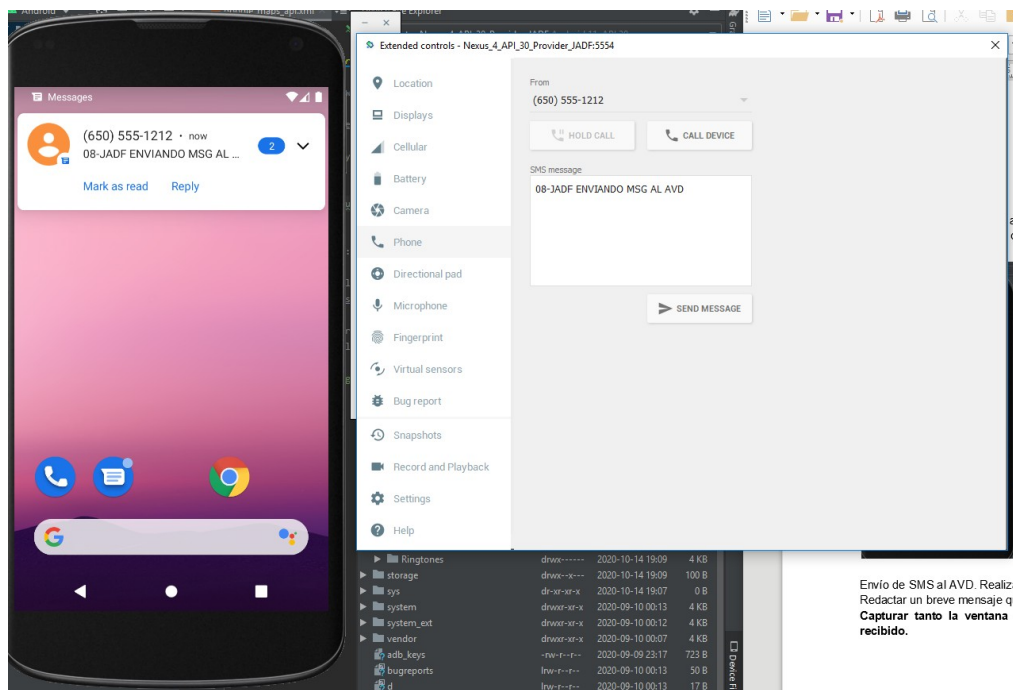 Android
maps_api.xml
Explorer
Extended controls - Nexus_4_API_30_Provider_JADF:5554
Messages
(650) 555-1212 • now
08-JADF ENVIANDO MSG AL ...
2
Mark as read Reply
Location
Displays
Cellular
Battery
Camera
Phone
Directional pad
Microphone
Fingerprint
Virtual sensors
Bug report
Snapshots
Record and Playback
Settings
Help
From
(650) 555-1212
HOLD CALL
CALL DEVICE
SMS message
08-JADF ENVIANDO MSG AL AVD
SEND MESSAGE
Ringtones drwx------ 2020-10-14 19:09 4 KB
storage drwx--x--- 2020-10-14 19:09 100 B
sys dr-xr-xr-x 2020-10-14 19:07 0 B
system drwxr-xr-x 2020-09-10 00:13 4 KB
system_ext drwxr-xr-x 2020-09-10 00:12 4 KB
vendor drwxr-xr-x 2020-09-10 00:07 4 KB
adb_keys -rw-r--r-- 2020-09-09 23:17 723 B
bugreports lrw-r--r-- 2020-09-10 00:13 50 B
d lrw-r--r-- 2020-09-10 00:13 17 B
Device Fi
Envío de SMS al AVD. Realiza
Redactar un breve mensaje q
Capturar tanto la ventana
recibido.